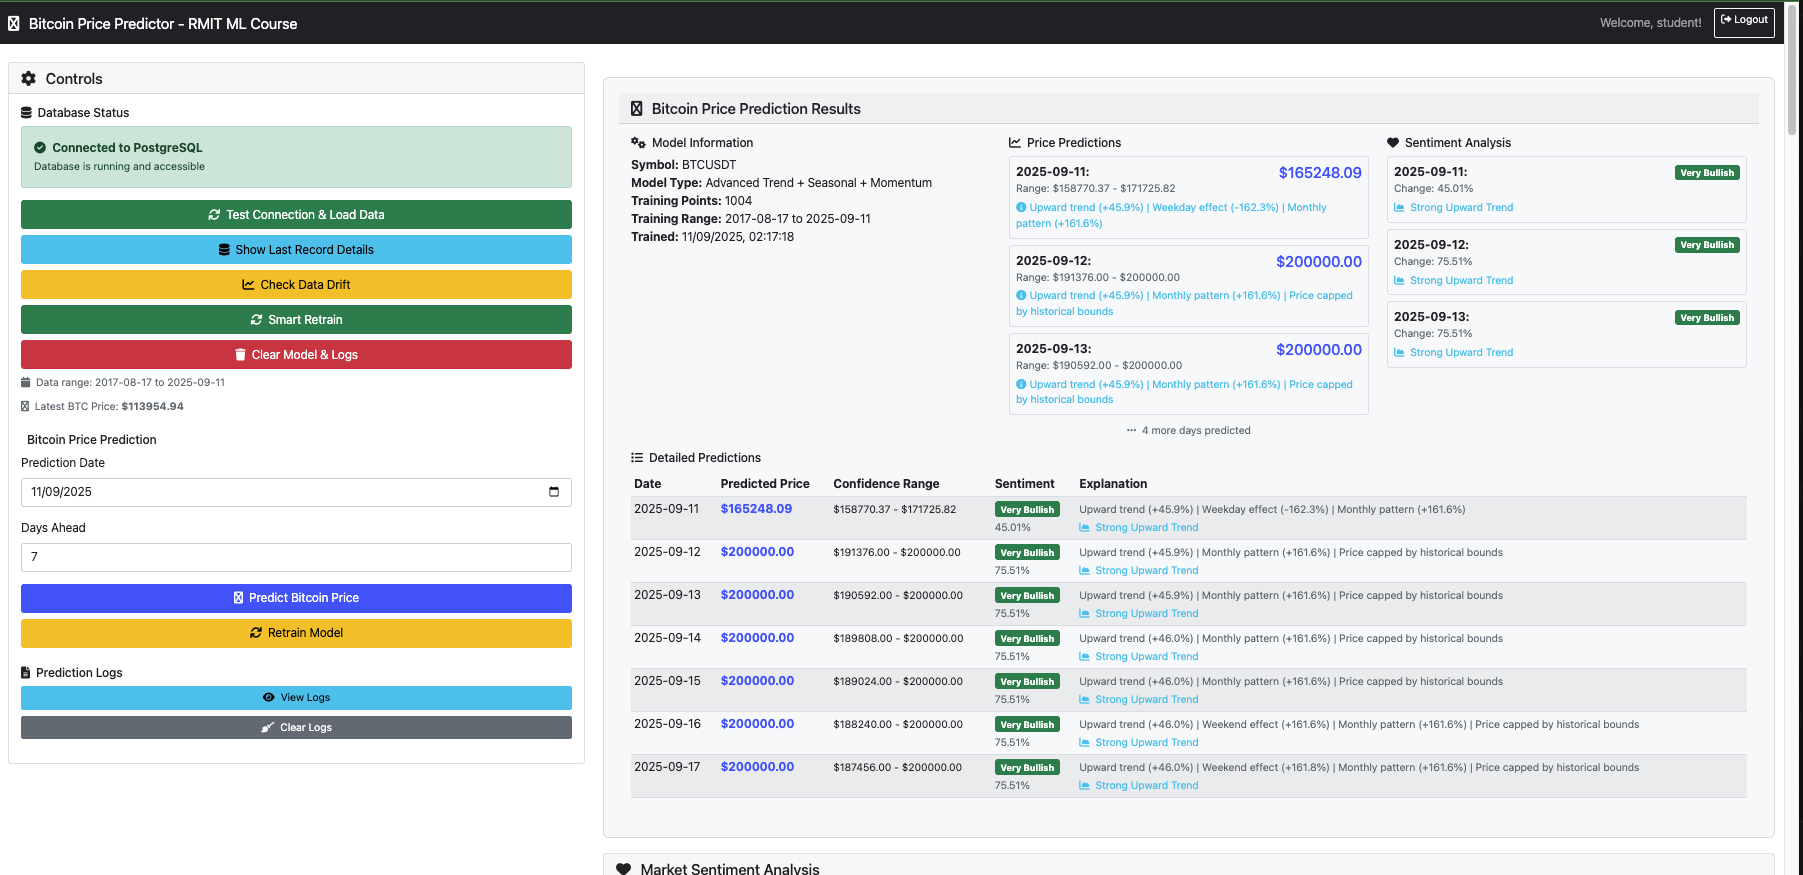 Bitcoin Price Predictor - RMIT ML Course
Welcome, student!
Logout
Controls
Database Status
Connected to PostgreSQL
Database is running and accessible
Test Connection & Load Data
Show Last Record Details
Check Data Drift
Smart Retrain
Clear Model & Logs
Data range: 2017-08-17 to 2025-09-11
Latest BTC Price: $113954.94
Bitcoin Price Prediction
Prediction Date
11/09/2025
Days Ahead
7
Predict Bitcoin Price
Retrain Model
Prediction Logs
View Logs
Clear Logs
Bitcoin Price Prediction Results
Model Information
Symbol: BTCUSDT
Model Type: Advanced Trend + Seasonal + Momentum
Training Points: 1004
Training Range: 2017-08-17 to 2025-09-11
Trained: 11/09/2025, 02:17:18
Price Predictions
2025-09-11: $165248.09
Range: $158770.37 - $171725.82
Upward trend (+45.9%) | Weekday effect (-162.3%) | Monthly
pattern (+161.6%)
2025-09-12: $200000.00
Range: $191376.00 - $200000.00
Upward trend (+45.9%) | Monthly pattern (+161.6%) | Price capped
by historical bounds
2025-09-13: $200000.00
Range: $190592.00 - $200000.00
Upward trend (+45.9%) | Monthly pattern (+161.6%) | Price capped
by historical bounds
··· 4 more days predicted
Sentiment Analysis
2025-09-11: Very Bullish
Change: 45.01%
Strong Upward Trend
2025-09-12: Very Bullish
Change: 75.51%
Strong Upward Trend
2025-09-13: Very Bullish
Change: 75.51%
Strong Upward Trend
Detailed Predictions
Date Predicted Price Confidence Range Sentiment Explanation
2025-09-11 $165248.09 $158770.37 - $171725.82 Very Bullish Upward trend (+45.9%) | Weekday effect (-162.3%) | Monthly pattern (+161.6%)
45.01% Strong Upward Trend
2025-09-12 $200000.00 $191376.00 - $200000.00 Very Bullish Upward trend (+45.9%) | Monthly pattern (+161.6%) | Price capped by historical bounds
75.51% Strong Upward Trend
2025-09-13 $200000.00 $190592.00 - $200000.00 Very Bullish Upward trend (+45.9%) | Monthly pattern (+161.6%) | Price capped by historical bounds
75.51% Strong Upward Trend
2025-09-14 $200000.00 $189808.00 - $200000.00 Very Bullish Upward trend (+46.0%) | Monthly pattern (+161.6%) | Price capped by historical bounds
75.51% Strong Upward Trend
2025-09-15 $200000.00 $189024.00 - $200000.00 Very Bullish Upward trend (+46.0%) | Monthly pattern (+161.6%) | Price capped by historical bounds
75.51% Strong Upward Trend
2025-09-16 $200000.00 $188240.00 - $200000.00 Very Bullish Upward trend (+46.0%) | Weekend effect (+161.6%) | Monthly pattern (+161.6%) | Price capped by historical bounds
75.51% Strong Upward Trend
2025-09-17 $200000.00 $187456.00 - $200000.00 Very Bullish Upward trend (+46.0%) | Weekend effect (+161.8%) | Monthly pattern (+161.6%) | Price capped by historical bounds
75.51% Strong Upward Trend
Market Sentiment Analysis